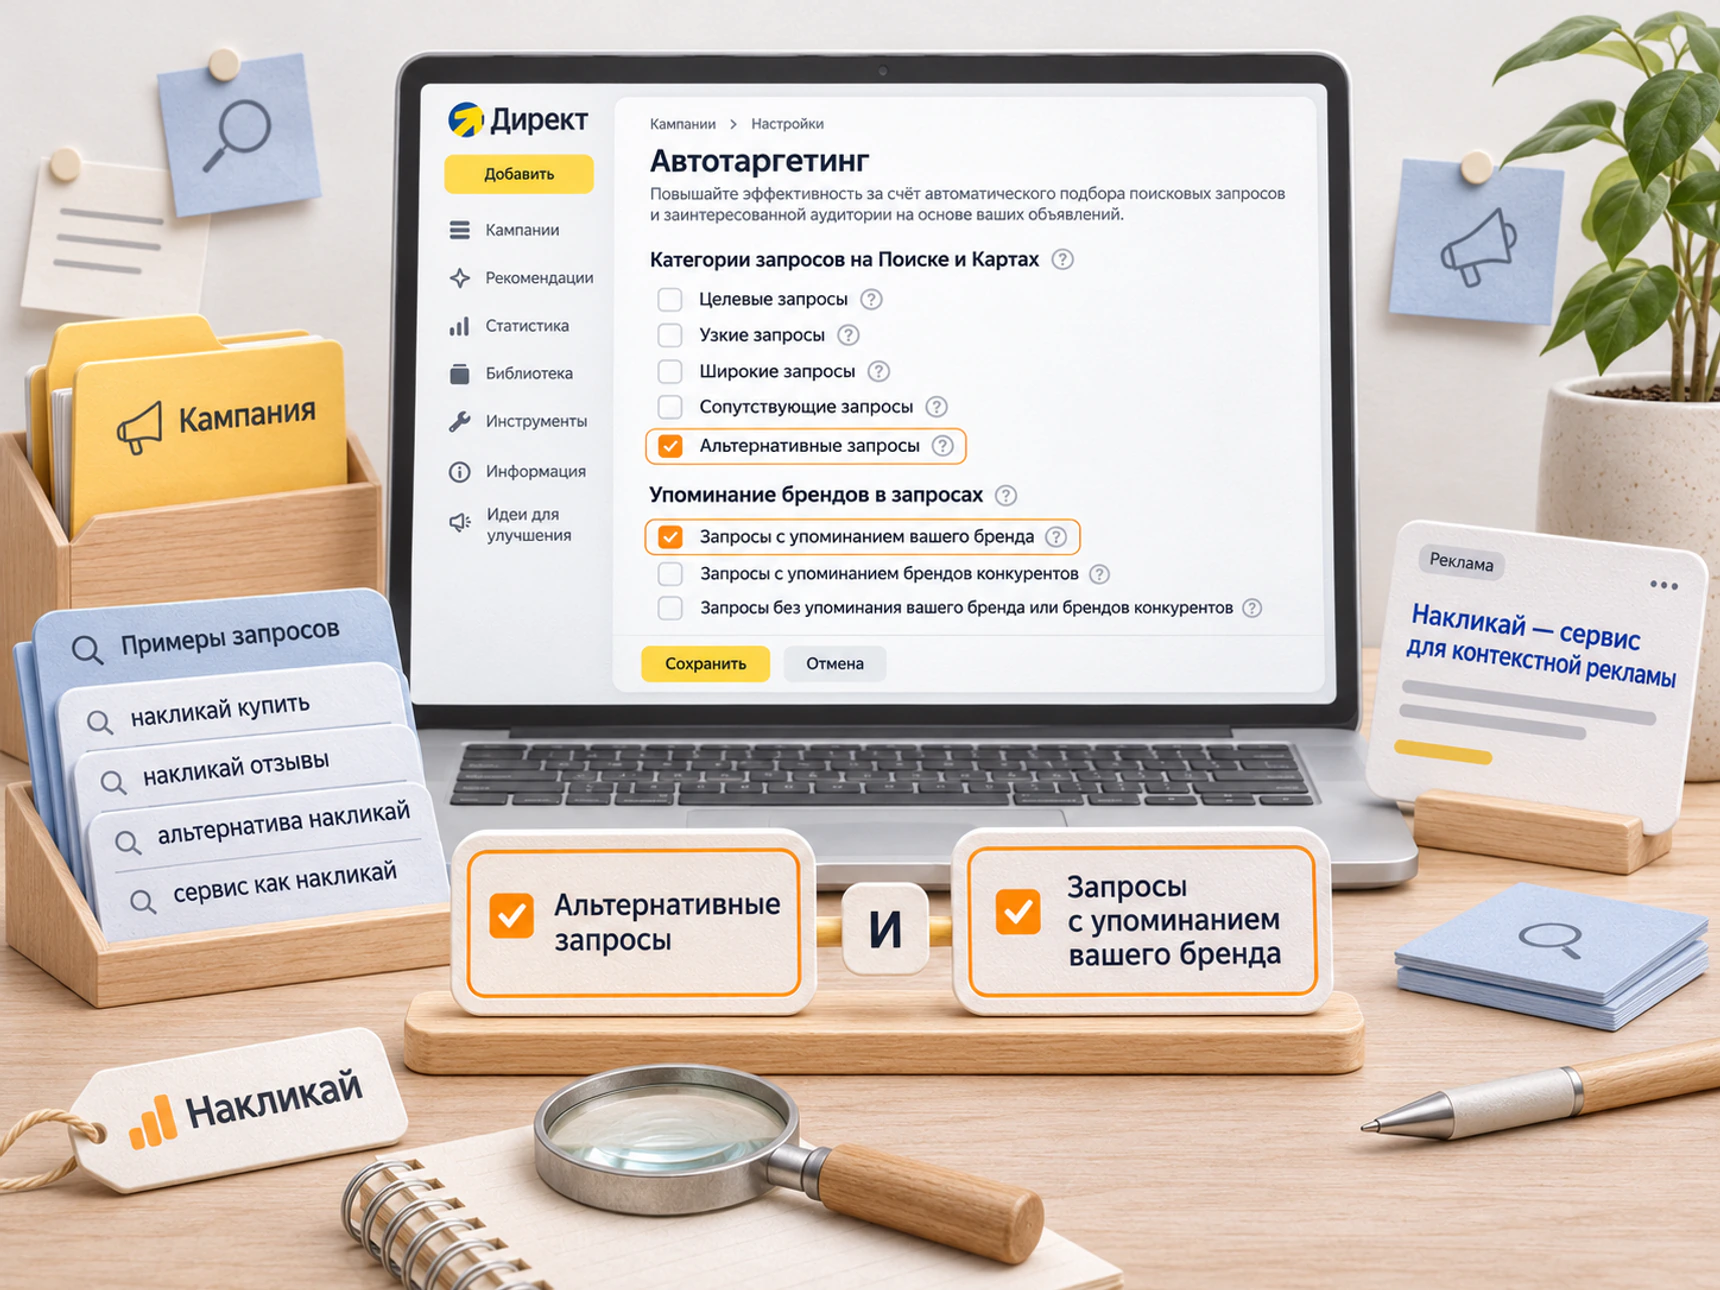 Директ
Добавить
Кампании
Рекомендации
Статистика
Библиотека
Инструменты
Информация
Идеи для
улучшения
Кампании > Настройки
Автотаргетинг
Повышайте эффективность за счёт автоматического подбора поисковых запросов
и заинтересованной аудитории на основе ваших объявлений.
Категории запросов на Поиске и Картах ?
Целевые запросы ?
Узкие запросы ?
Широкие запросы ?
Сопутствующие запросы ?
Альтернативные запросы ?
Упоминание брендов в запросах ?
Запросы с упоминанием вашего бренда ?
Запросы с упоминанием брендов конкурентов ?
Запросы без упоминания вашего бренда или брендов конкурентов ?
Сохранить Отмена
Кампания
Примеры запросов
накликай купить
накликай отзывы
альтернатива накликай
сервис как накликай
Реклама
Накликай — сервис
для контекстной рекламы
Альтернативные
запросы
И
Запросы
с упоминанием
вашего бренда
Накликай